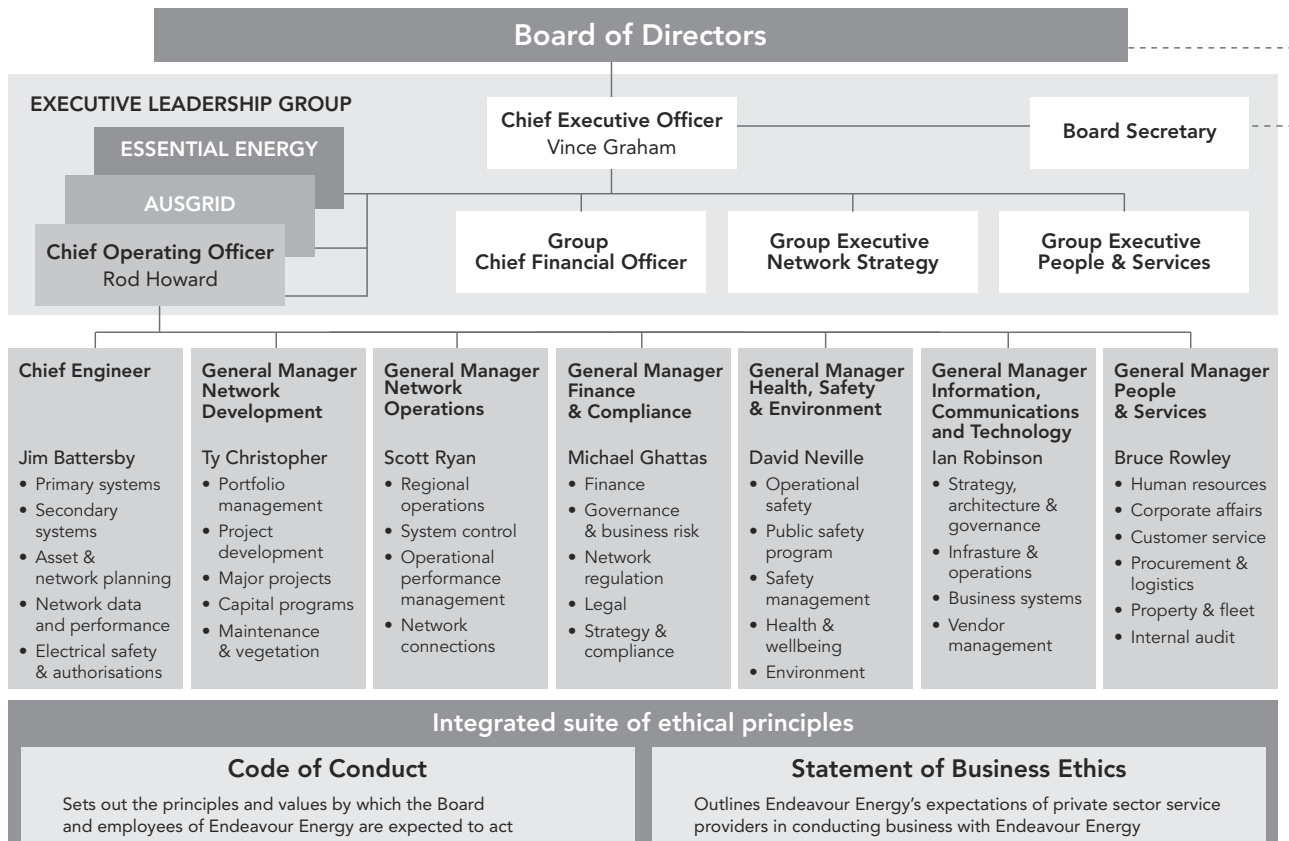 Board of Directors
EXECUTIVE LEADERSHIP GROUP
ESSENTIAL ENERGY
AUSGRID
Chief Operating Officer
Rod Howard
Chief Executive Officer
Vince Graham
Board Secretary
Group
Chief Financial Officer
Group Executive
Network Strategy
Group Executive
People & Services
Chief Engineer
Jim Battersby
• Primary systems
• Secondary
systems
• Asset &
network planning
• Network data
and performance
• Electrical safety
& authorisations
General Manager
Network
Development
Ty Christopher
• Portfolio
management
• Project
development
• Major projects
• Capital programs
• Maintenance
& vegetation
General Manager
Network
Operations
Scott Ryan
• Regional
operations
• System control
• Operational
performance
management
• Network
connections
General Manager
Finance
& Compliance
Michael Ghattas
• Finance
• Governance
& business risk
• Network
regulation
• Legal
• Strategy &
compliance
General Manager
Health, Safety
& Environment
David Neville
• Operational
safety
• Public safety
program
• Safety
management
• Health &
wellbeing
• Environment
General Manager
Information,
Communications
and Technology
Ian Robinson
• Strategy,
architecture &
governance
• Infrasture &
operations
• Business systems
• Vendor
management
General Manager
People
& Services
Bruce Rowley
• Human resources
• Corporate affairs
• Customer service
• Procurement &
logistics
• Property & fleet
• Internal audit
Integrated suite of ethical principles
Code of Conduct
Sets out the principles and values by which the Board
and employees of Endeavour Energy are expected to act
Statement of Business Ethics
Outlines Endeavour Energy's expectations of private sector service
providers in conducting business with Endeavour Energy